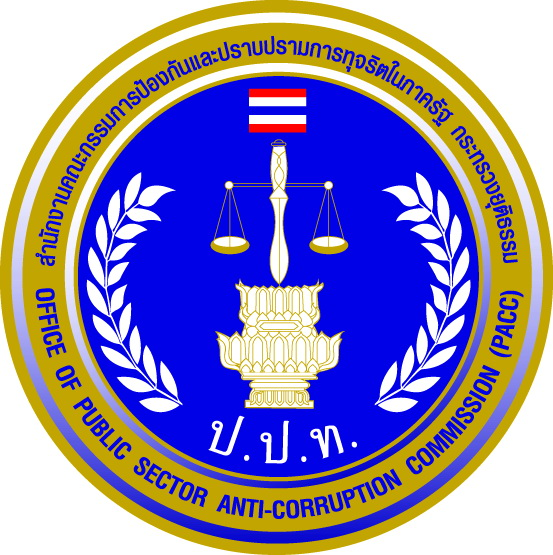 สำนักงานคณะกรรมการป้องกันและปราบปรามการทุจริตในภาครัฐ กระทรวงยุติธรรม
ป.ป.ท.
OFFICE OF PUBLIC SECTOR ANTI-CORRUPTION COMMISSION (PACC)